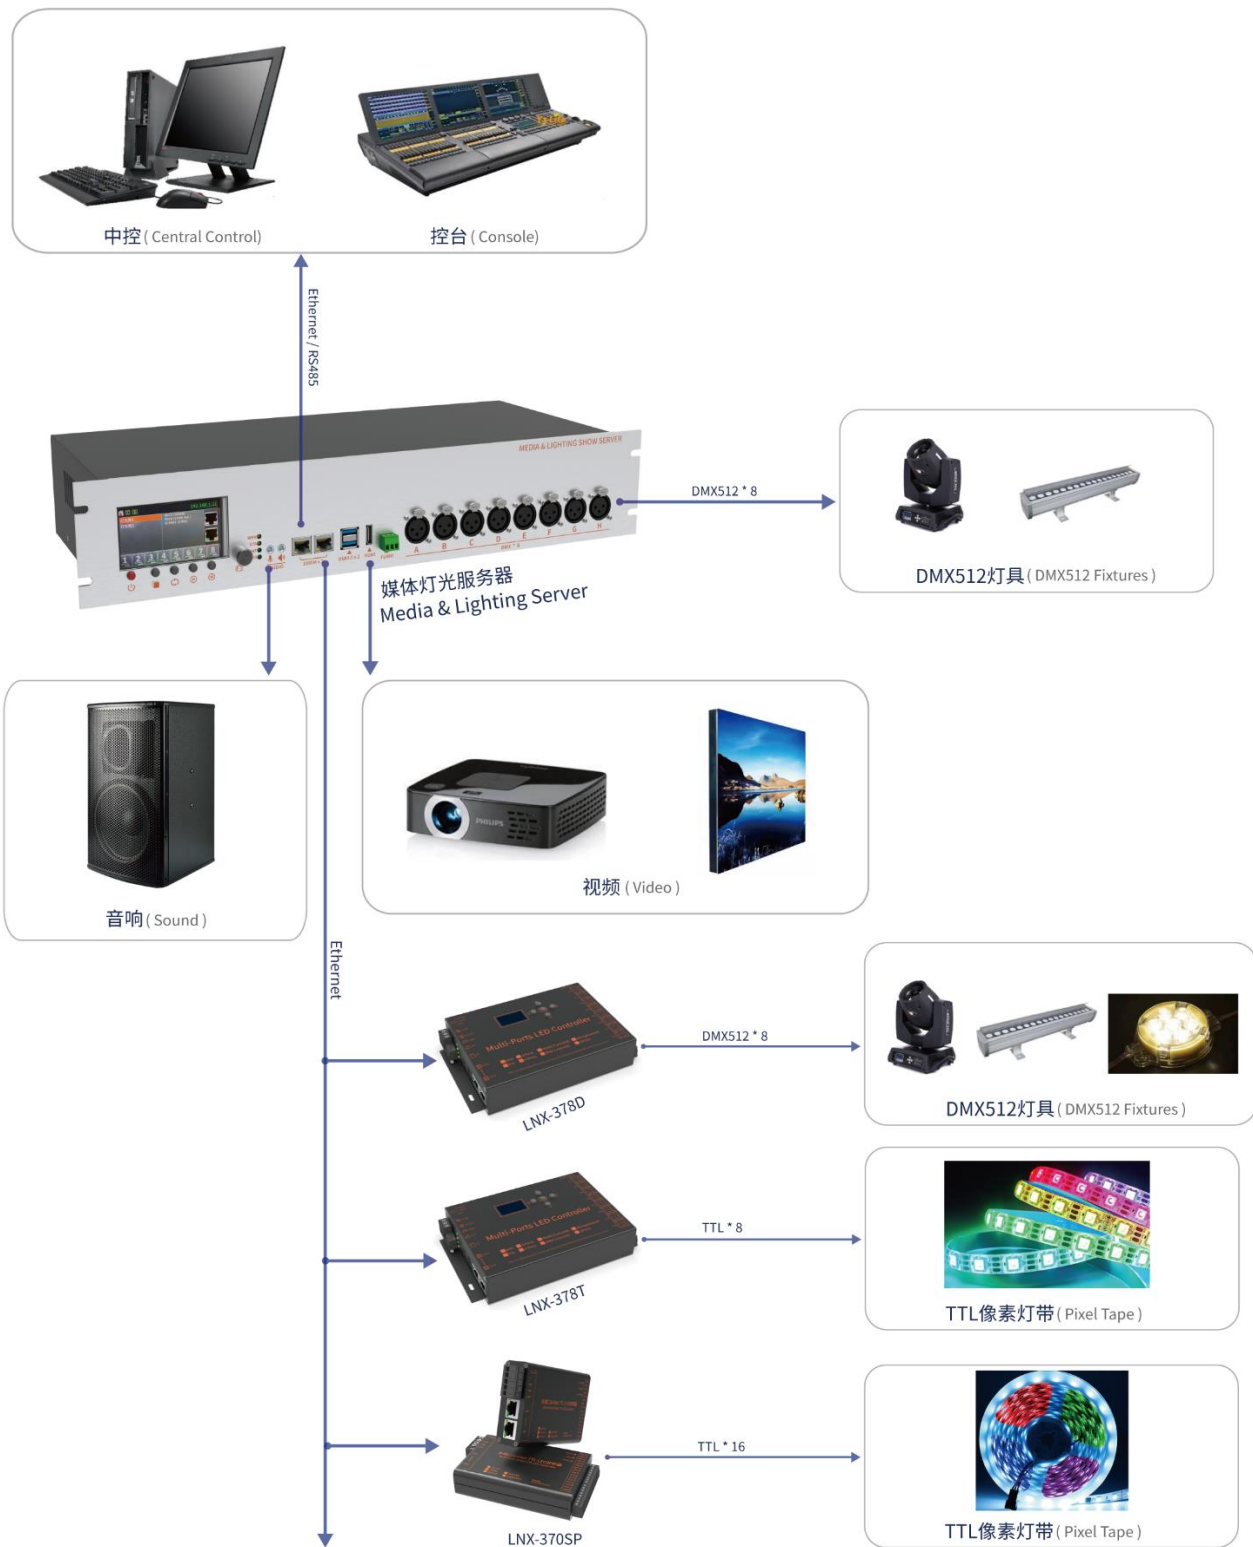 中控 ( Central Control)
控台 ( Console)
Ethernet / RS485
MEDIA & LIGHTING SHOW SERVER
A B C D E F G H
DMX512 * 8
媒体灯光服务器
Media & Lighting Server
DMX512灯具 ( DMX512 Fixtures )
PHILIPS
音响 ( Sound )
视频 ( Video )
Ethernet
Multi-Ports LED Controller
LNX-378D
DMX512 * 8
DMX512灯具 ( DMX512 Fixtures )
Multi-Ports LED Controller
LNX-378T
TTL * 8
TTL像素灯带 ( Pixel Tape )
LNX-370SP
TTL * 16
TTL像素灯带 ( Pixel Tape )